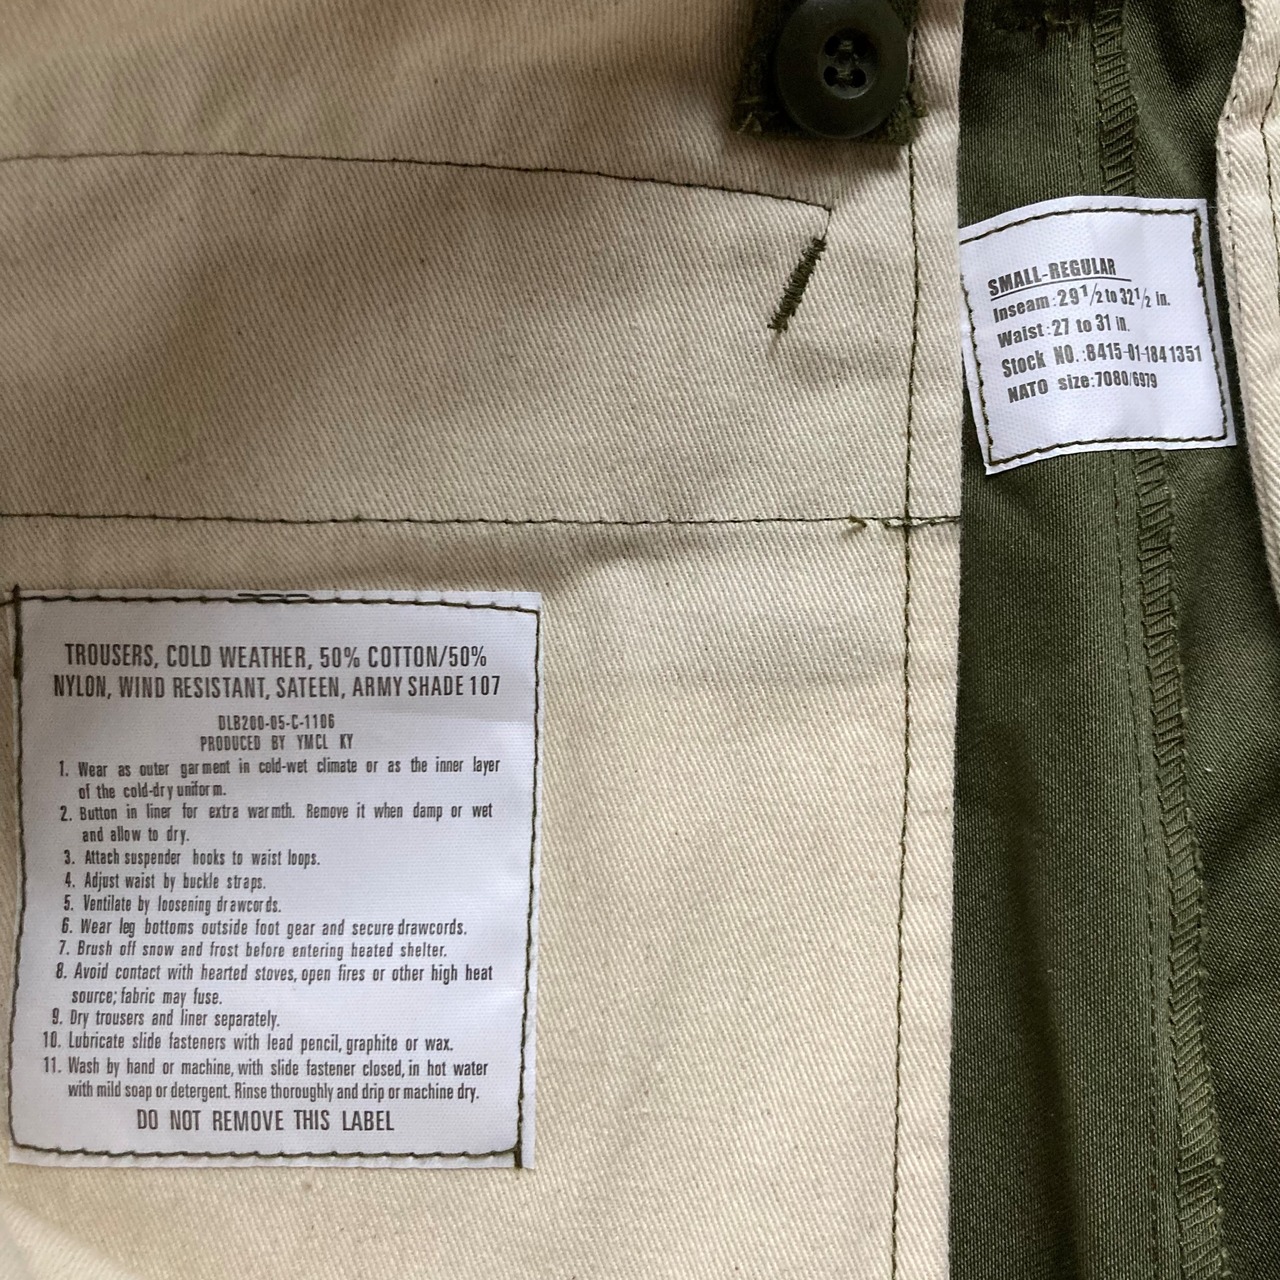 SMALL-REGULAR
Inseam:29 1/2 to 32 1/2 in.
Waist:27 to 31 in.
Stock NO.:8415-01-184 1351
NATO size:7080/6979
TROUSERS, COLD WEATHER, 50% COTTON/50%
NYLON, WIND RESISTANT, SATEEN, ARMY SHADE 107
DLB200-05-C-1106
PRODUCED BY YMCL KY
1. Wear as outer garment in cold-wet climate or as the inner layer
of the cold-dry uniform.
2. Button in liner for extra warmth. Remove it when damp or wet
and allow to dry.
3. Attach suspender hooks to waist loops.
4. Adjust waist by buckle straps.
5. Ventilate by loosening drawcords.
6. Wear leg bottoms outside foot gear and secure drawcords.
7. Brush off snow and frost before entering heated shelter.
8. Avoid contact with hearted stoves, open fires or other high heat
source; fabric may fuse.
9. Dry trousers and liner separately.
10. Lubricate slide fasteners with lead pencil, graphite or wax.
11. Wash by hand or machine, with slide fastener closed, in hot water
with mild soap or detergent. Rinse thoroughly and drip or machine dry.
DO NOT REMOVE THIS LABEL